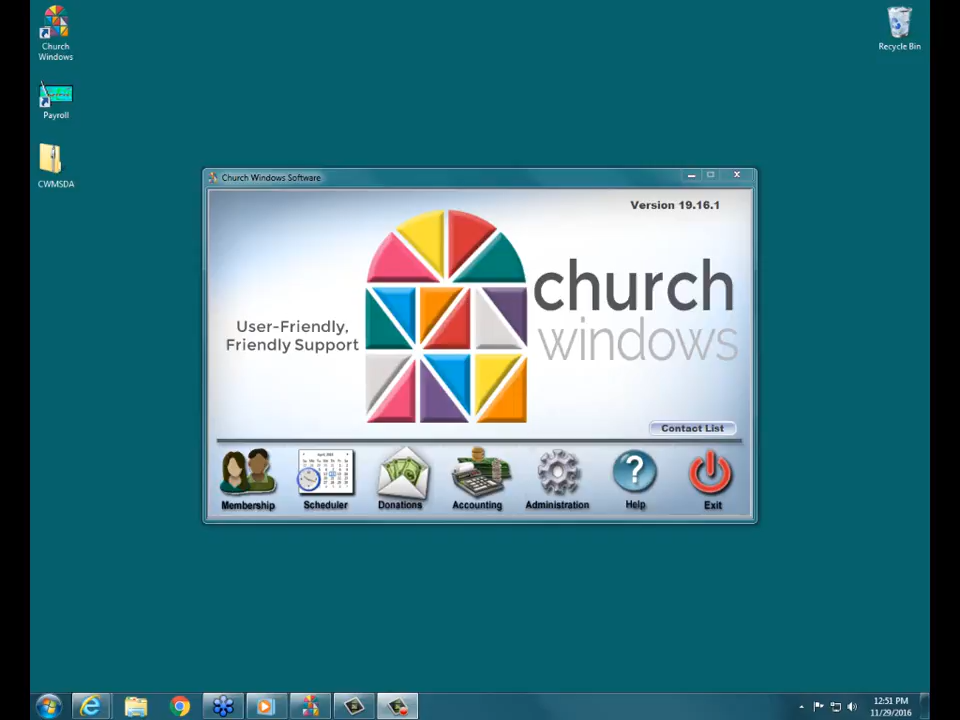 Church
Windows
Recycle Bin
Payroll
CWMSDA
Church Windows Software
Version 19.16.1
church
windows
User-Friendly,
Friendly Support
Contact List
Membership
Scheduler
Donations
Accounting
Administration
Help
Exit
12:51 PM
11/29/2016